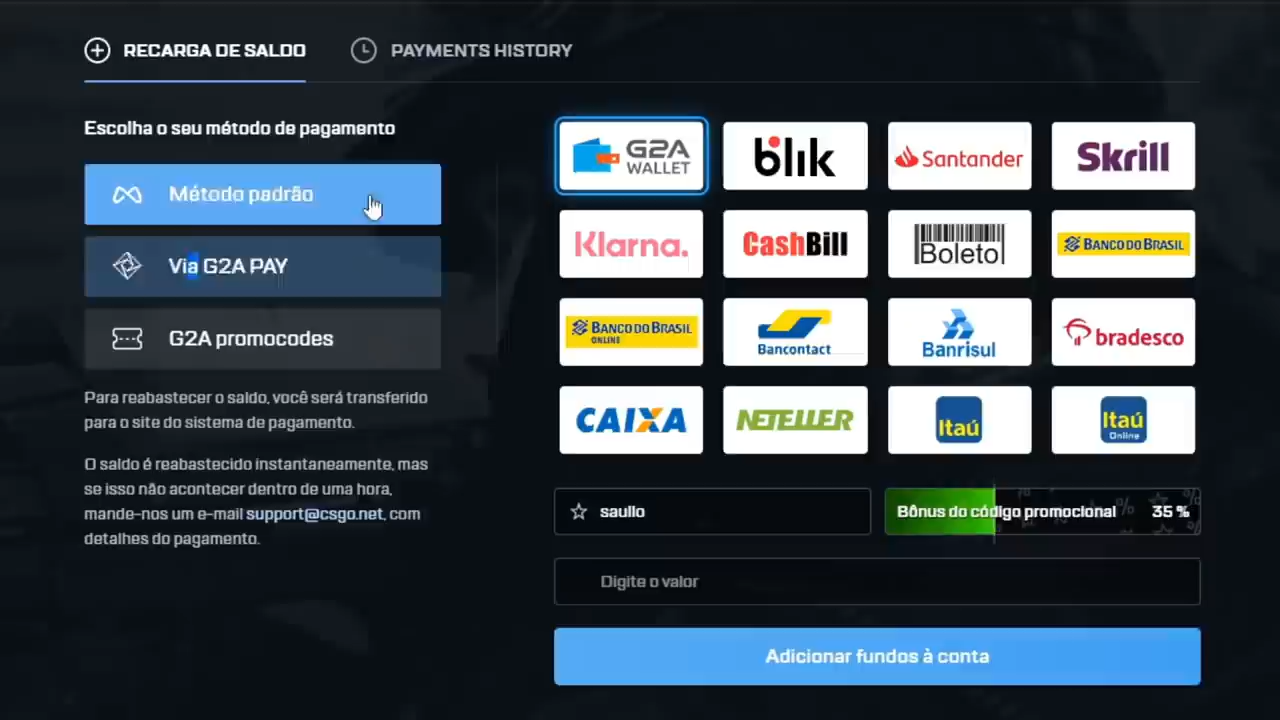 RECARGA DE SALDO
PAYMENTS HISTORY
Escolha o seu método de pagamento
Método padrão
Via G2A PAY
G2A promocodes
Para reabastecer o saldo, você será transferido
para o site do sistema de pagamento.
O saldo é reabastecido instantaneamente, mas
se isso não acontecer dentro de uma hora,
mande-nos um e-mail support@csgo.net, com
detalhes do pagamento.
G2A
WALLET
blik
Santander
Skrill
Klarna.
CashBill
Boleto
BANCO DO BRASIL
BANCO DO BRASIL
ONLINE
Bancontact
Banrisul
bradesco
CAIXA
NETELLER
Itaú
Itaú
Online
saullo
Bônus do código promocional 35 %
Digite o valor
Adicionar fundos à conta